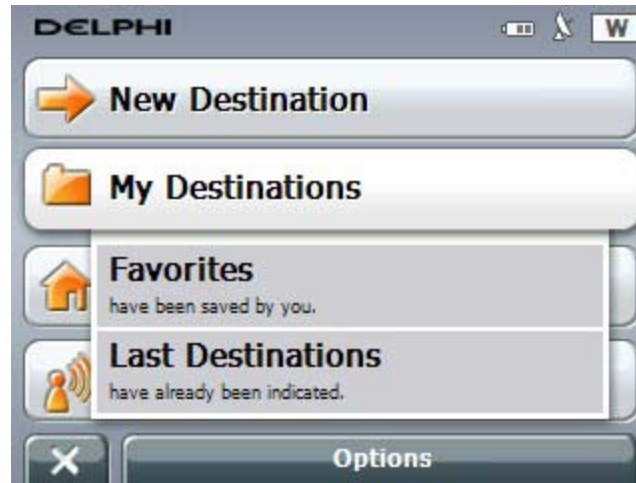 DELPHI
W
New Destination
My Destinations
Favorites
have been saved by you.
Last Destinations
have already been indicated.
Options